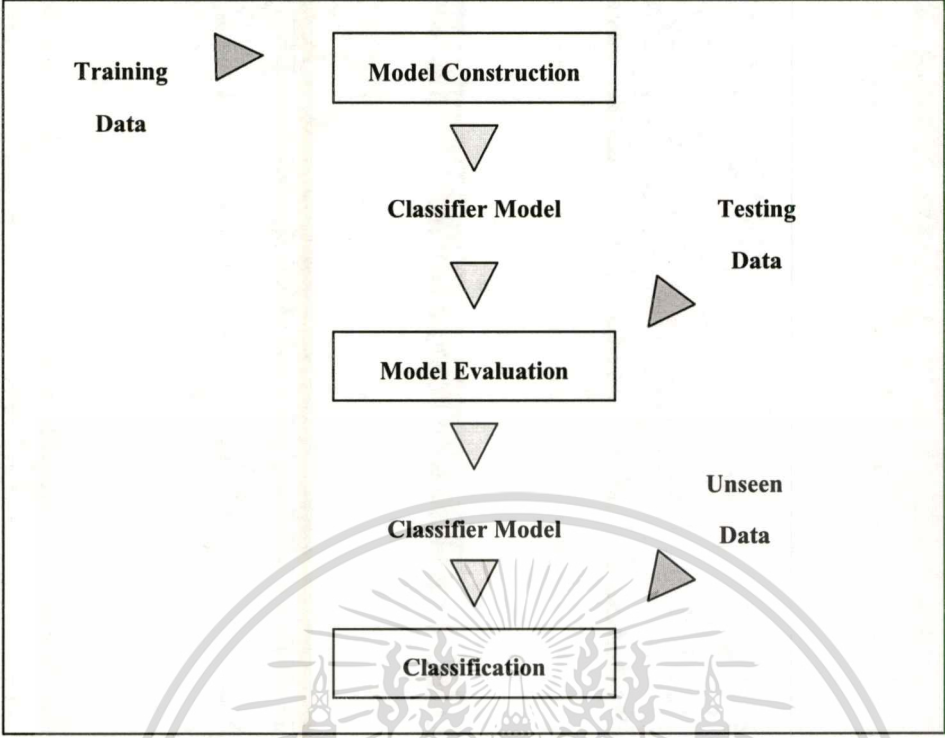 Training
Data
Model Construction
Classifier Model
Testing
Data
Model Evaluation
Unseen
Data
Classifier Model
Classification